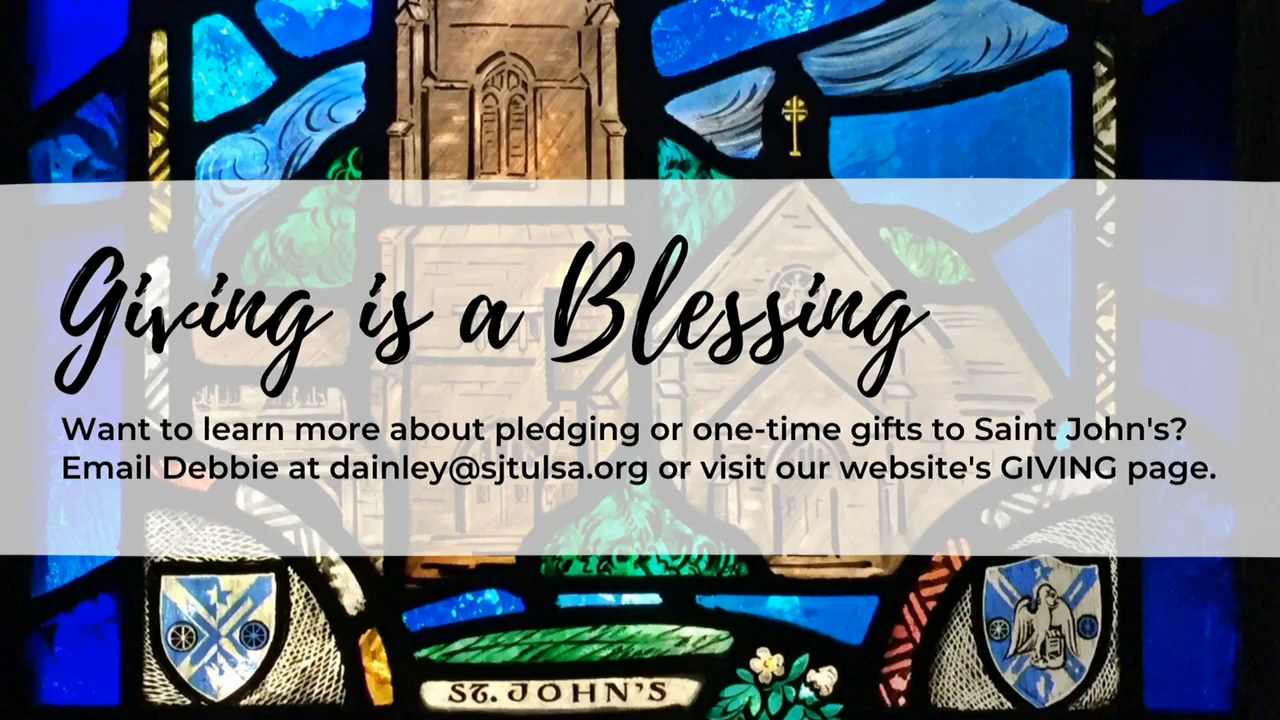 Giving is a Blessing
Want to learn more about pledging or one-time gifts to Saint John's?
Email Debbie at dainley@sjtulsa.org or visit our website's GIVING page.
ST. JOHN'S